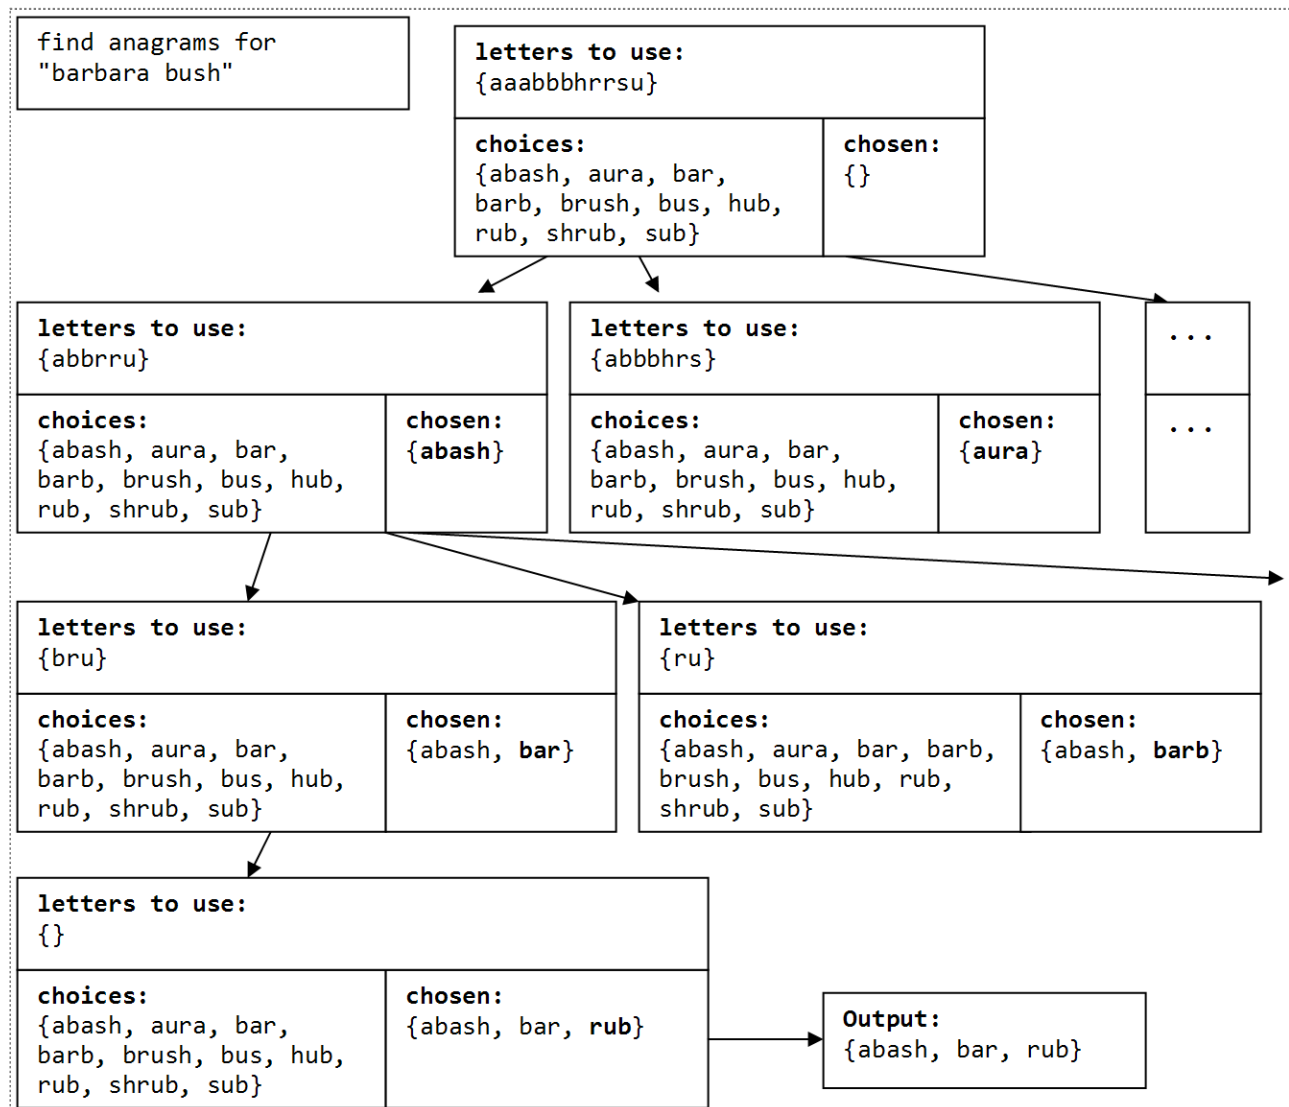 find anagrams for
"barbara bush"
letters to use:
{aaabbbhrrsu}
choices:
{abash, aura, bar,
barb, brush, bus, hub,
rub, shrub, sub}
chosen:
{}
letters to use:
{abbrru}
choices:
{abash, aura, bar,
barb, brush, bus, hub,
rub, shrub, sub}
chosen:
{abash}
letters to use:
{abbbhrs}
choices:
{abash, aura, bar,
barb, brush, bus, hub,
rub, shrub, sub}
chosen:
{aura}
...
...
letters to use:
{bru}
choices:
{abash, aura, bar,
barb, brush, bus, hub,
rub, shrub, sub}
chosen:
{abash, bar}
letters to use:
{ru}
choices:
{abash, aura, bar, barb,
brush, bus, hub, rub,
shrub, sub}
chosen:
{abash, barb}
letters to use:
{}
choices:
{abash, aura, bar,
barb, brush, bus, hub,
rub, shrub, sub}
chosen:
{abash, bar, rub}
Output:
{abash, bar, rub}